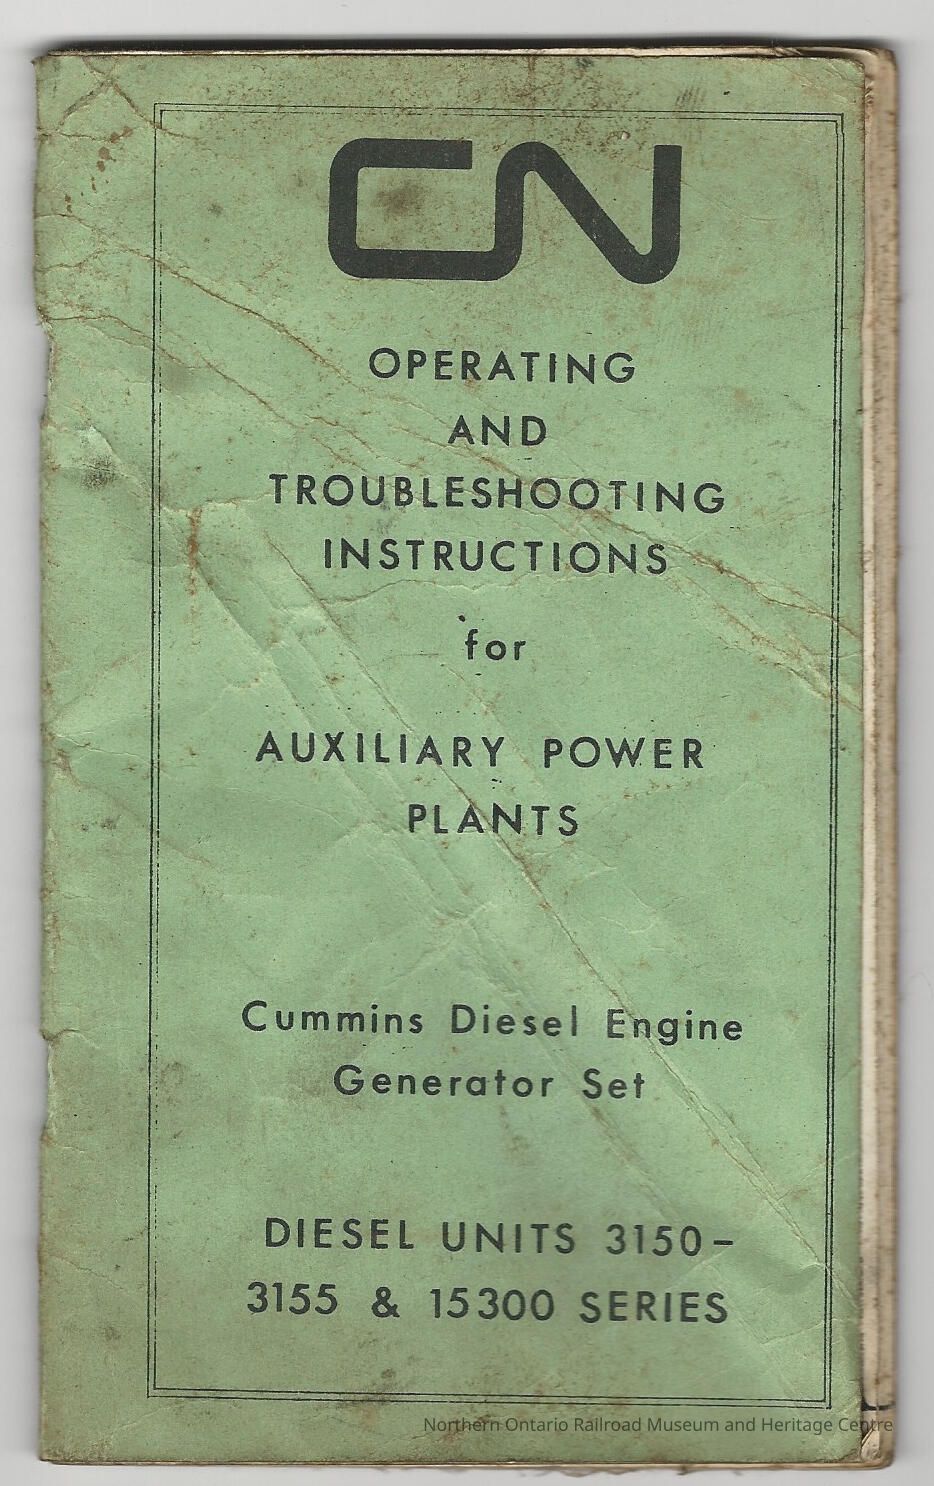 CN
OPERATING
AND
TROUBLESHOOTING
INSTRUCTIONS
for
AUXILIARY POWER
PLANTS
Cummins Diesel Engine
Generator Set
DIESEL UNITS 3150-
3155 & 15300 SERIES
Northern Ontario Railroad Museum and Heritage Centre